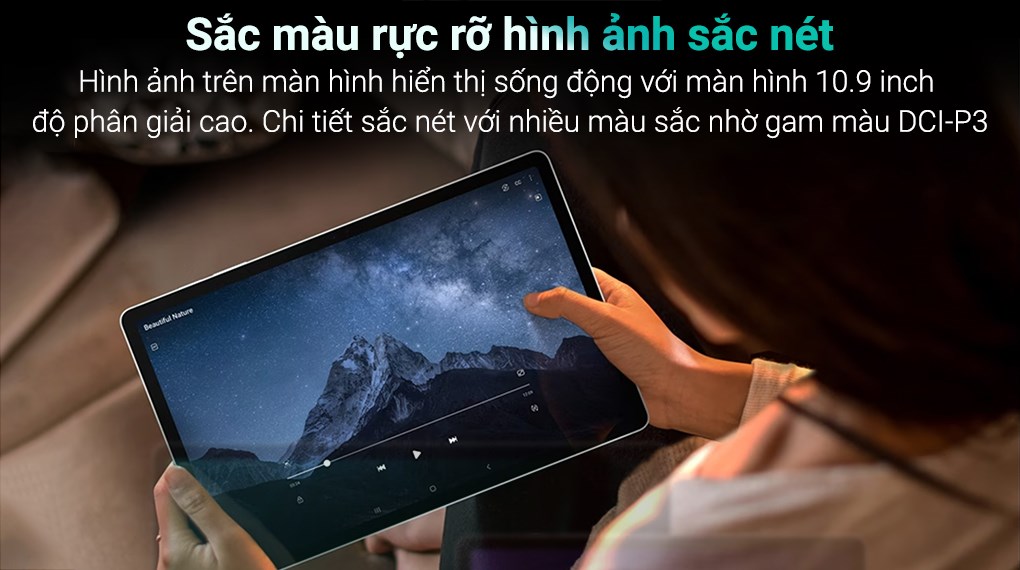 Sắc màu rực rỡ hình ảnh sắc nét
Hình ảnh trên màn hình hiển thị sống động với màn hình 10.9 inch
độ phân giải cao. Chi tiết sắc nét với nhiều màu sắc nhờ gam màu DCI-P3
Beautiful Nature